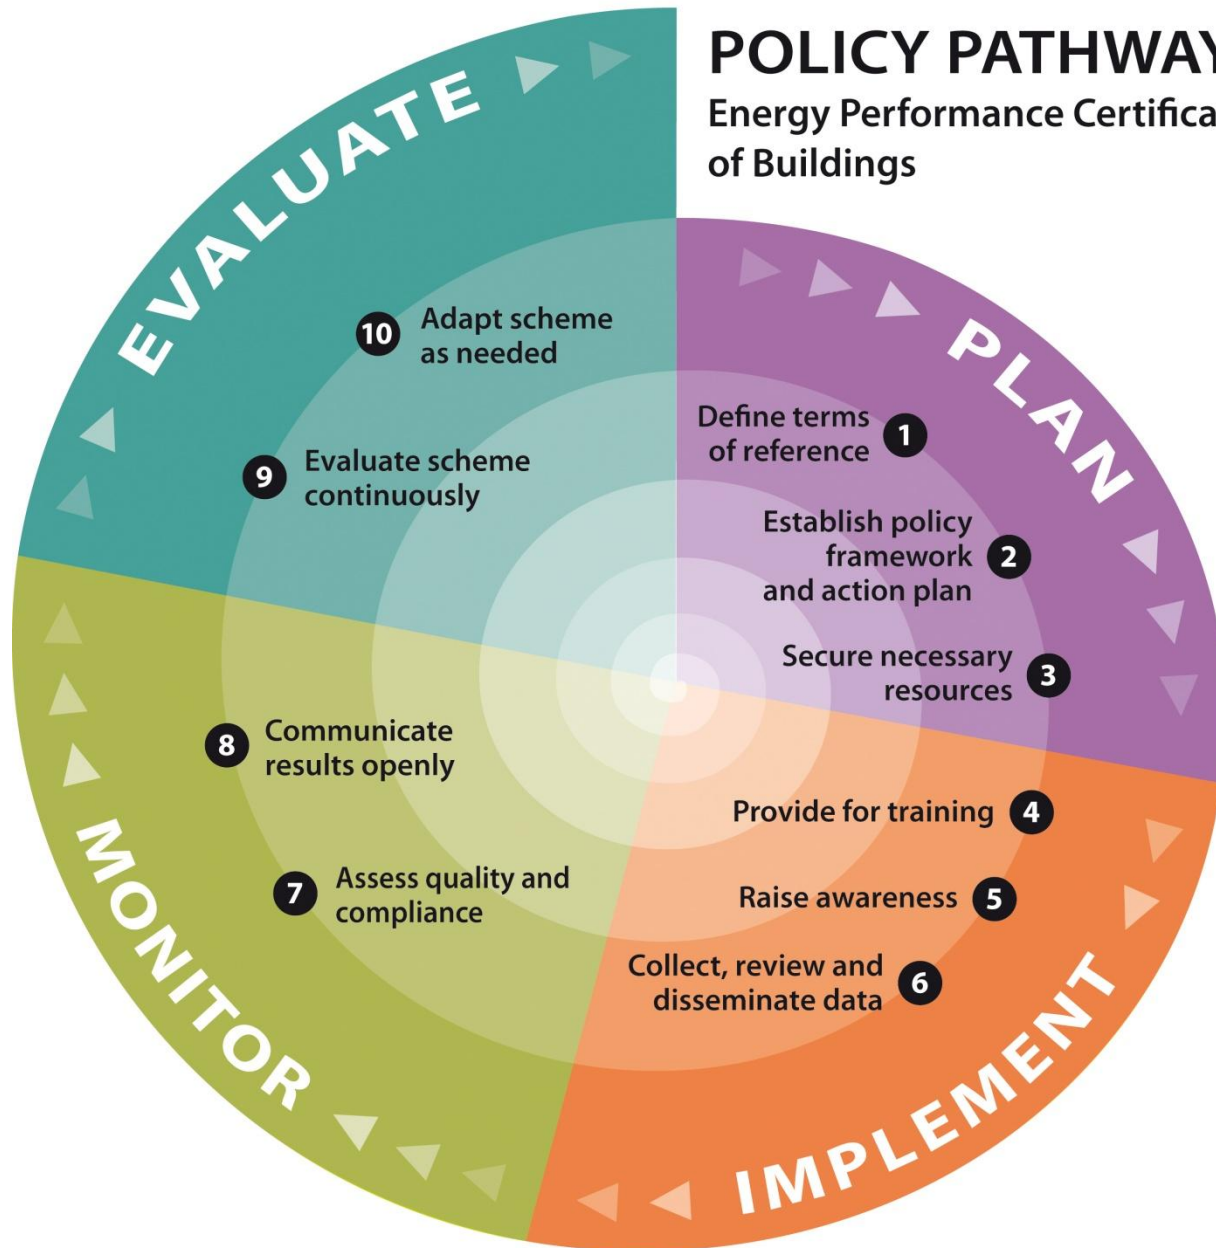 POLICY PATHWAY
Energy Performance Certifica
of Buildings
PLAN
1
Define terms
of reference
2
Establish policy
framework
and action plan
3
Secure necessary
resources
IMPLEMENT
4
Provide for training
5
Raise awareness
6
Collect, review and
disseminate data
MONITOR
7
Assess quality and
compliance
8
Communicate
results openly
EVALUATE
9
Evaluate scheme
continuously
10
Adapt scheme
as needed